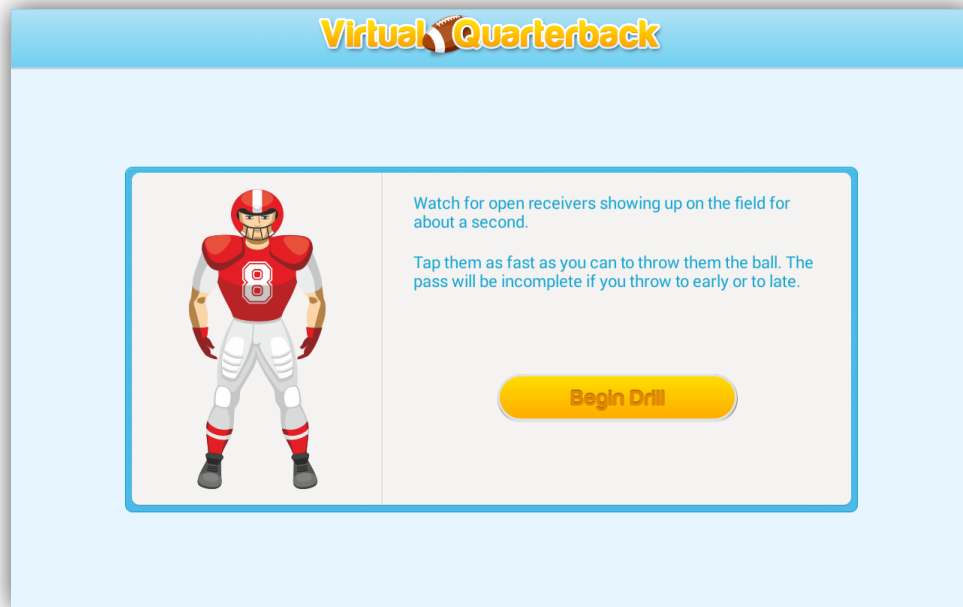 Virtual Quarterback
8
Watch for open receivers showing up on the field for
about a second.
Tap them as fast as you can to throw them the ball. The
pass will be incomplete if you throw to early or to late.
Begin Drill